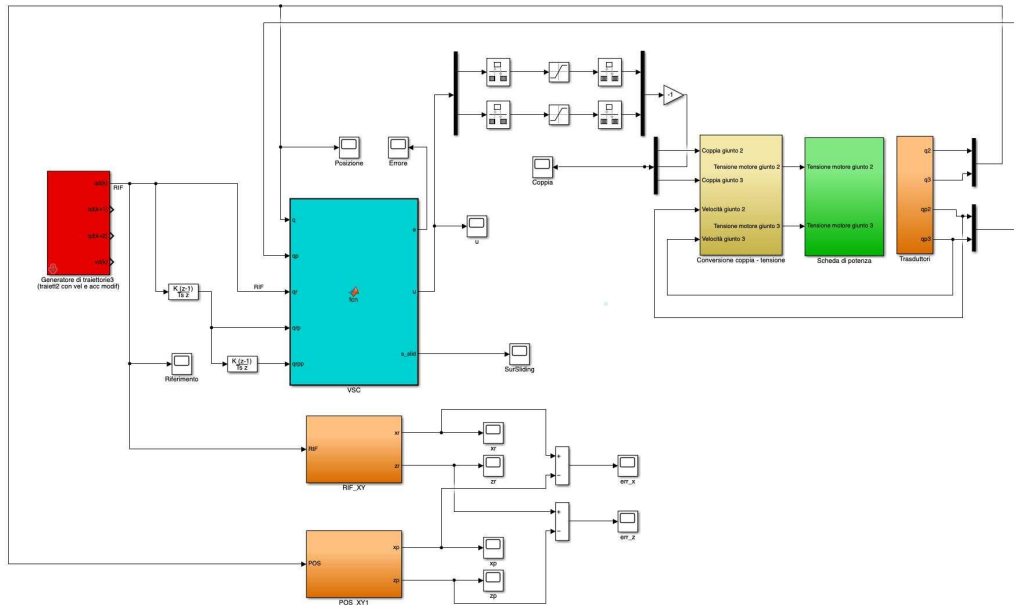 -1
Posizione
Errore
Coppia
Coppia giunto 2
Tensione motore giunto 2
Coppia giunto 3
Velocità giunto 2
Tensione motore giunto 3
Velocità giunto 3
Conversione coppia - tensione
Tensione motore giunto 2
Tensione motore giunto 3
Scheda di potenza
q2
q3
qp2
qp3
Trasduttori
RIF
Generatore di traiettorie3
(traiett2 con vel e acc modif)
q
qp
RIF
qr
qrp
qrpp
fcn
e
u
s_slid
VSC
u
K (z-1)
Ts z
K (z-1)
Ts z
Riferimento
SurSliding
RIF
xr
zr
RIF_XY
xr
zr
+
−
err_x
+
−
err_z
POS
xp
zp
POS_XY1
xp
zp